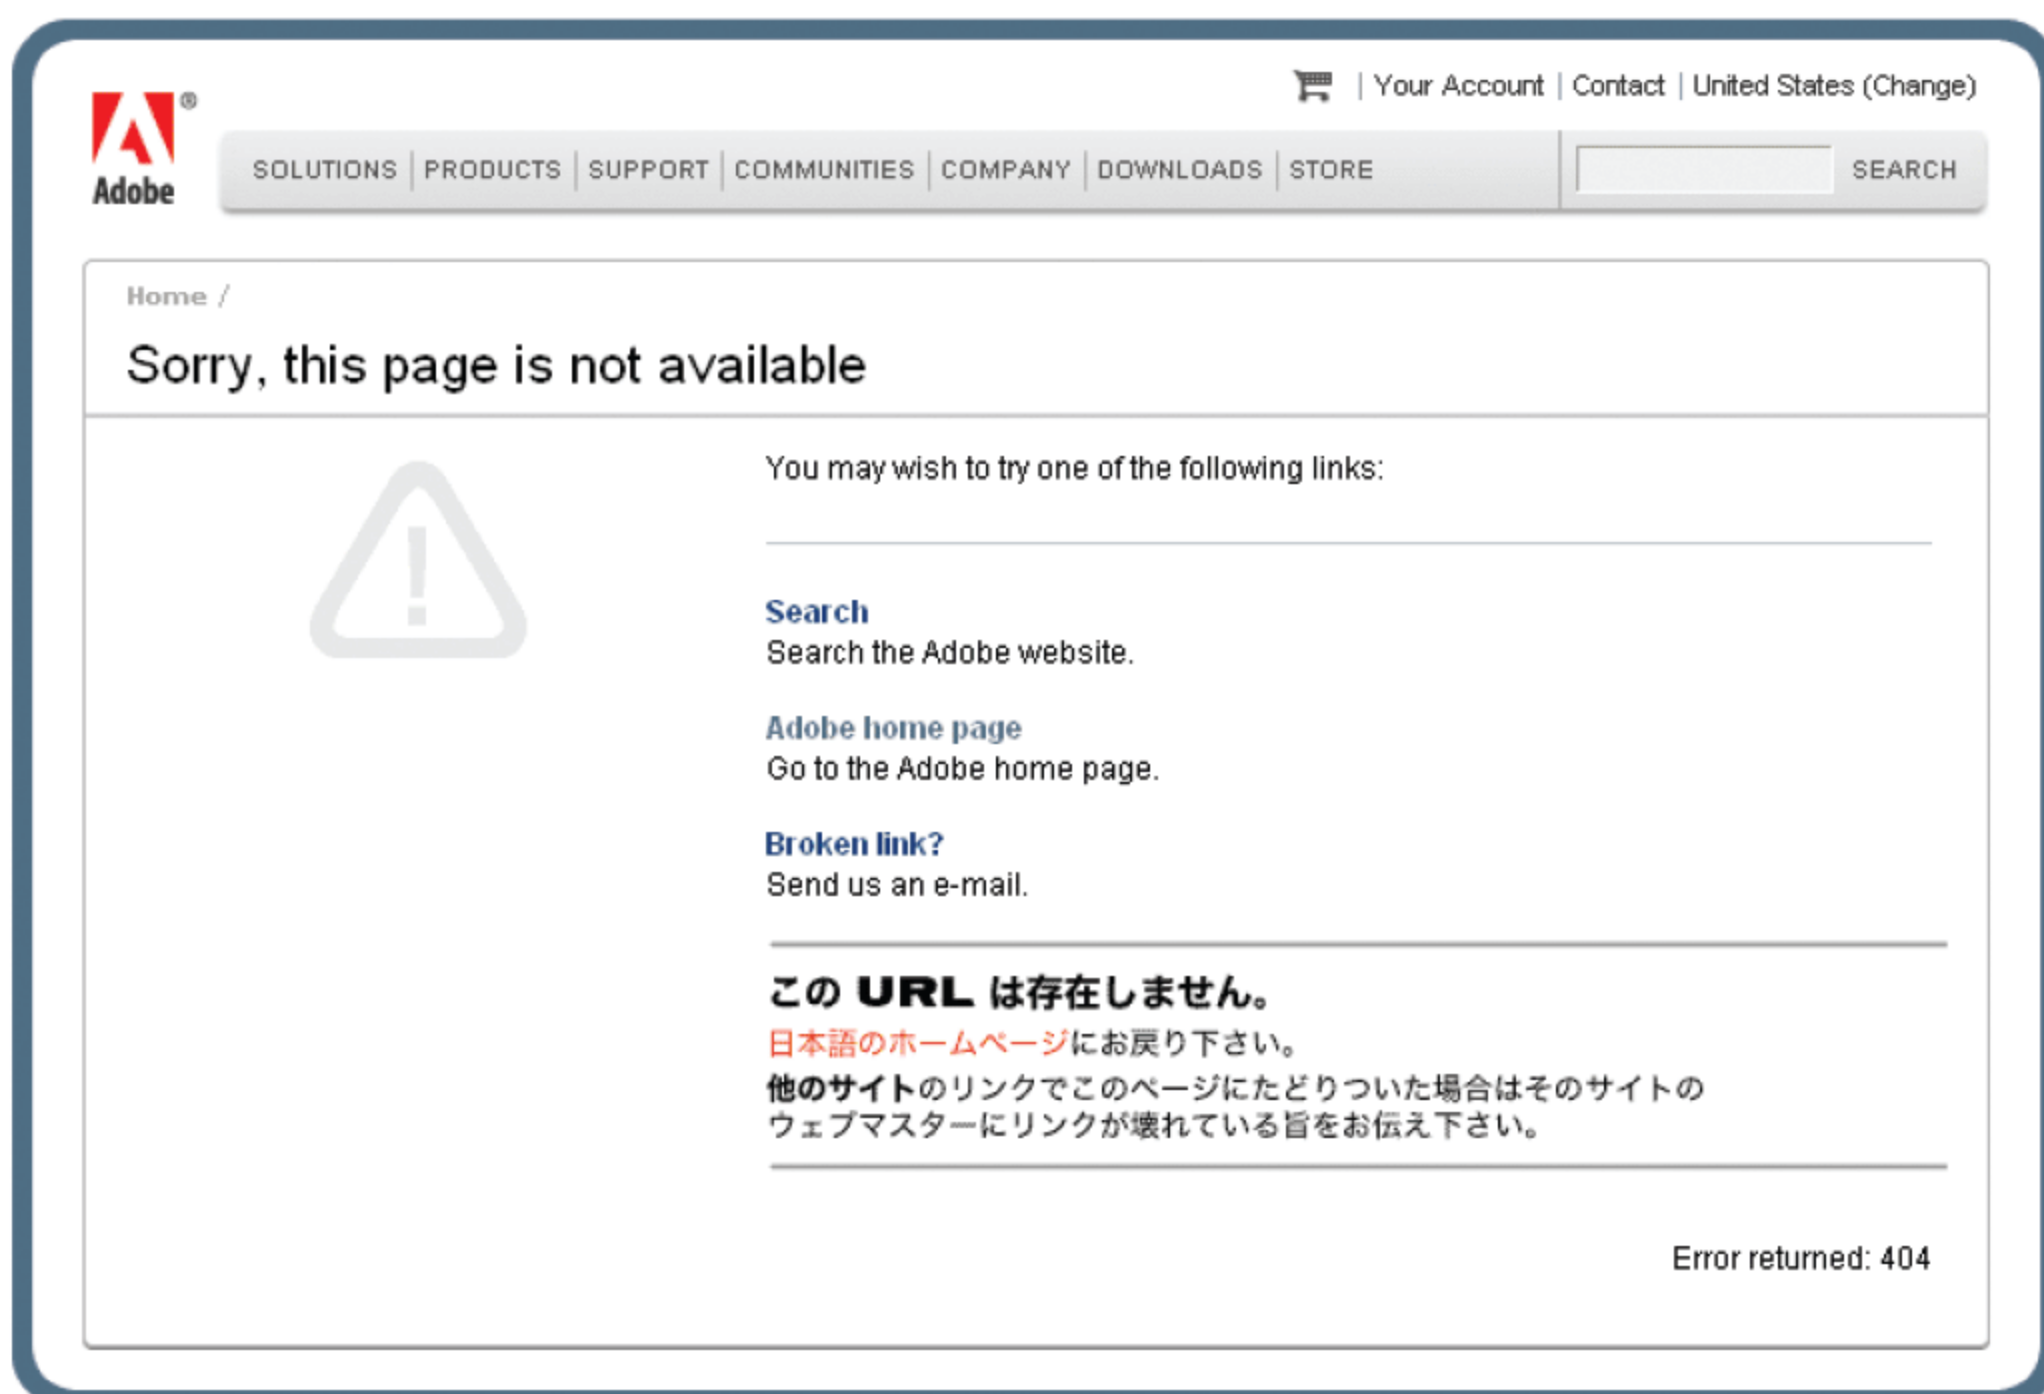 | Your Account | Contact | United States (Change)
Adobe®
SOLUTIONS | PRODUCTS | SUPPORT | COMMUNITIES | COMPANY | DOWNLOADS | STORE
SEARCH
Home /
Sorry, this page is not available
You may wish to try one of the following links:
!
Search
Search the Adobe website.
Adobe home page
Go to the Adobe home page.
Broken link?
Send us an e-mail.
この URL は存在しません。
日本語のホームページにお戻り下さい。
他のサイトのリンクでこのページにたどりついた場合はそのサイトの
ウェブマスターにリンクが壊れている旨をお伝え下さい。
Error returned: 404